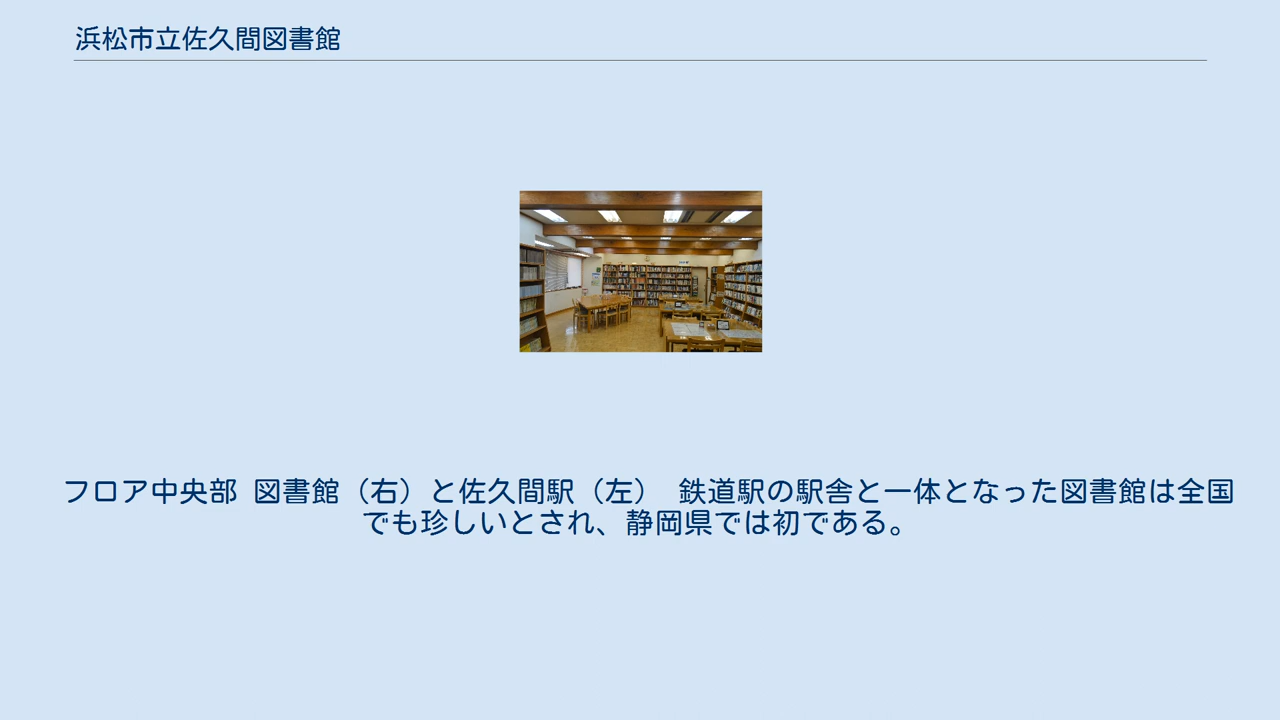 浜松市立佐久間図書館
フロア中央部 図書館（右）と佐久間駅（左） 鉄道駅の駅舎と一体となった図書館は全国
でも珍しいとされ、静岡県では初である。